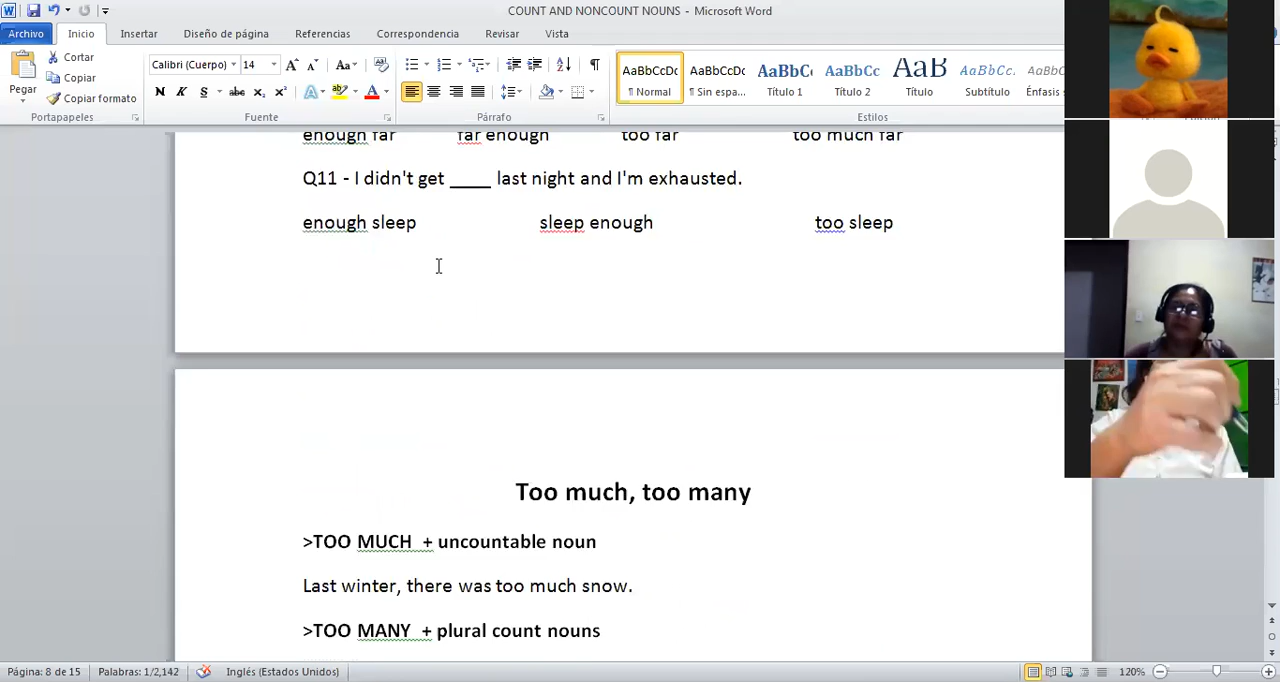 COUNT AND NONCOUNT NOUNS - Microsoft Word
Archivo Inicio Insertar Diseño de página Referencias Correspondencia Revisar Vista
Pegar
Cortar
Copiar
Copiar formato
Portapapeles
Calibri (Cuerpo) 14
N K S abc x₂ x²
Fuente
Párrafo
AaBbCcDc AaBbCcDc AaBbC AaBbCc AaB AaBbCc AaBbCc
¶ Normal ¶ Sin espa... Título 1 Título 2 Título Subtítulo Énfasis
Estilos
enough far far enough too far too much far
Q11 - I didn't get ____ last night and I'm exhausted.
enough sleep sleep enough too sleep
Too much, too many
>TOO MUCH + uncountable noun
Last winter, there was too much snow.
>TOO MANY + plural count nouns
Página: 8 de 15 Palabras: 1/2,142 Inglés (Estados Unidos) 120%